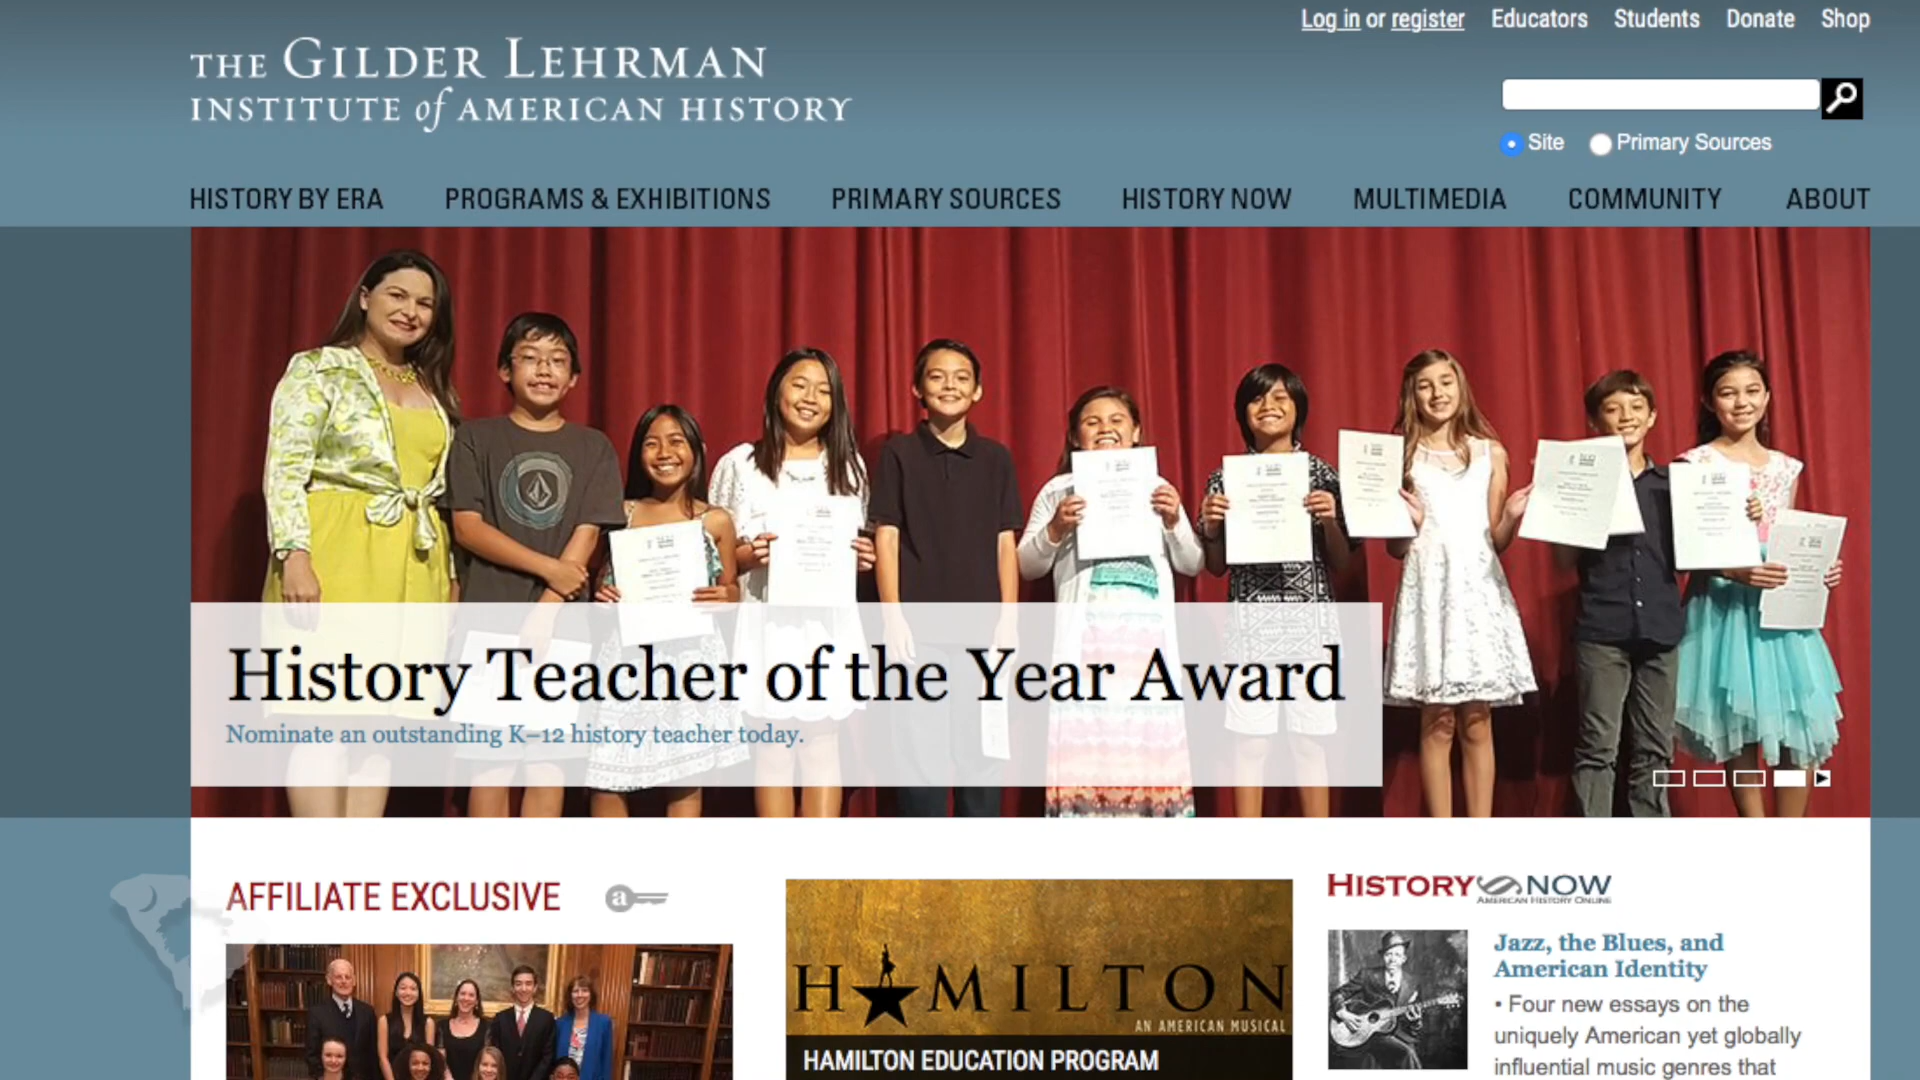 Log in or register Educators Students Donate Shop
THE GILDER LEHRMAN
INSTITUTE of AMERICAN HISTORY
Site Primary Sources
HISTORY BY ERA PROGRAMS & EXHIBITIONS PRIMARY SOURCES HISTORY NOW MULTIMEDIA COMMUNITY ABOUT
History Teacher of the Year Award
Nominate an outstanding K–12 history teacher today.
AFFILIATE EXCLUSIVE
a
HAMILTON
AN AMERICAN MUSICAL
HAMILTON EDUCATION PROGRAM
HISTORY NOW
AMERICAN HISTORY ONLINE
Jazz, the Blues, and
American Identity
• Four new essays on the
uniquely American yet globally
influential music genres that